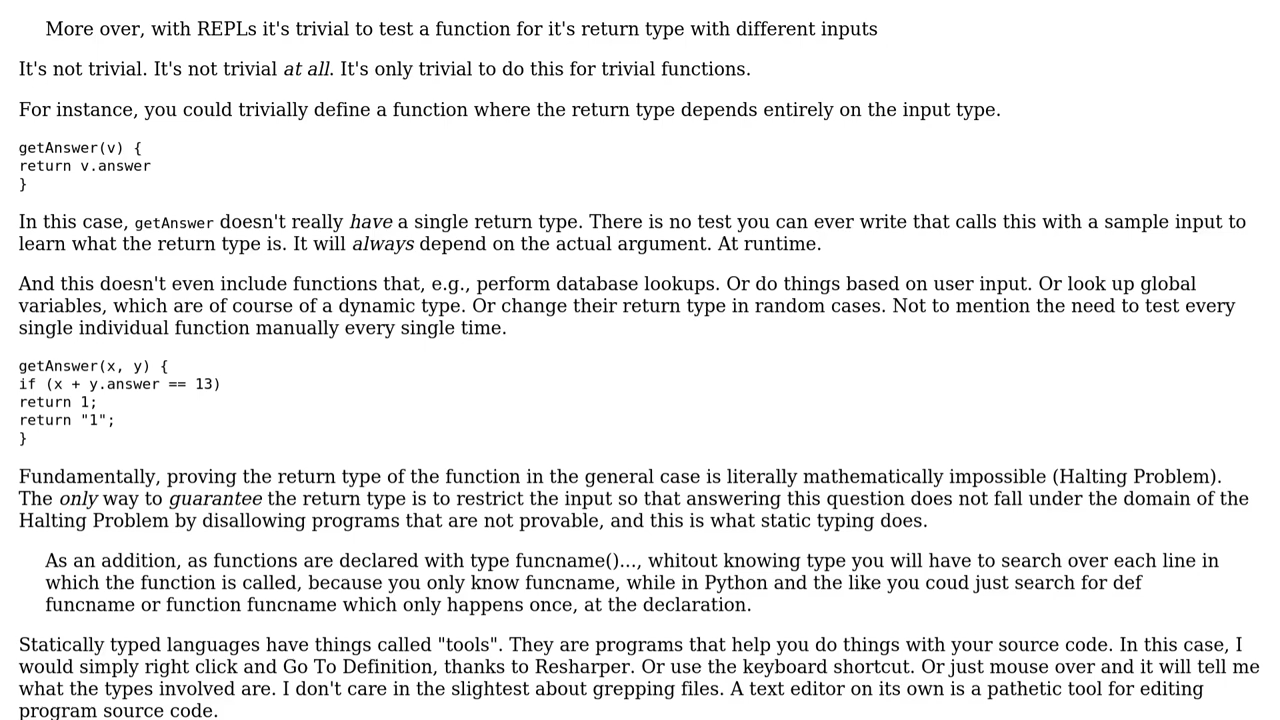 More over, with REPLs it's trivial to test a function for it's return type with different inputs
It's not trivial. It's not trivial at all. It's only trivial to do this for trivial functions.
For instance, you could trivially define a function where the return type depends entirely on the input type.
getAnswer(v) {
return v.answer
}
In this case, getAnswer doesn't really have a single return type. There is no test you can ever write that calls this with a sample input to
learn what the return type is. It will always depend on the actual argument. At runtime.
And this doesn't even include functions that, e.g., perform database lookups. Or do things based on user input. Or look up global
variables, which are of course of a dynamic type. Or change their return type in random cases. Not to mention the need to test every
single individual function manually every single time.
getAnswer(x, y) {
if (x + y.answer == 13)
return 1;
return "1";
}
Fundamentally, proving the return type of the function in the general case is literally mathematically impossible (Halting Problem).
The only way to guarantee the return type is to restrict the input so that answering this question does not fall under the domain of the
Halting Problem by disallowing programs that are not provable, and this is what static typing does.
As an addition, as functions are declared with type funcname()..., whitout knowing type you will have to search over each line in
which the function is called, because you only know funcname, while in Python and the like you coud just search for def
funcname or function funcname which only happens once, at the declaration.
Statically typed languages have things called "tools". They are programs that help you do things with your source code. In this case, I
would simply right click and Go To Definition, thanks to Resharper. Or use the keyboard shortcut. Or just mouse over and it will tell me
what the types involved are. I don't care in the slightest about grepping files. A text editor on its own is a pathetic tool for editing
program source code.